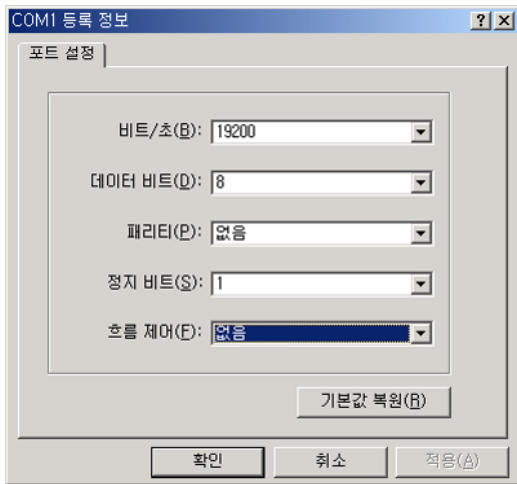 COM1 등록 정보
포트 설정
비트/초(B): 19200
데이터 비트(D): 8
패리티(P): 없음
정지 비트(S): 1
흐름 제어(F): 없음
기본값 복원(R)
확인 취소 적용(A)